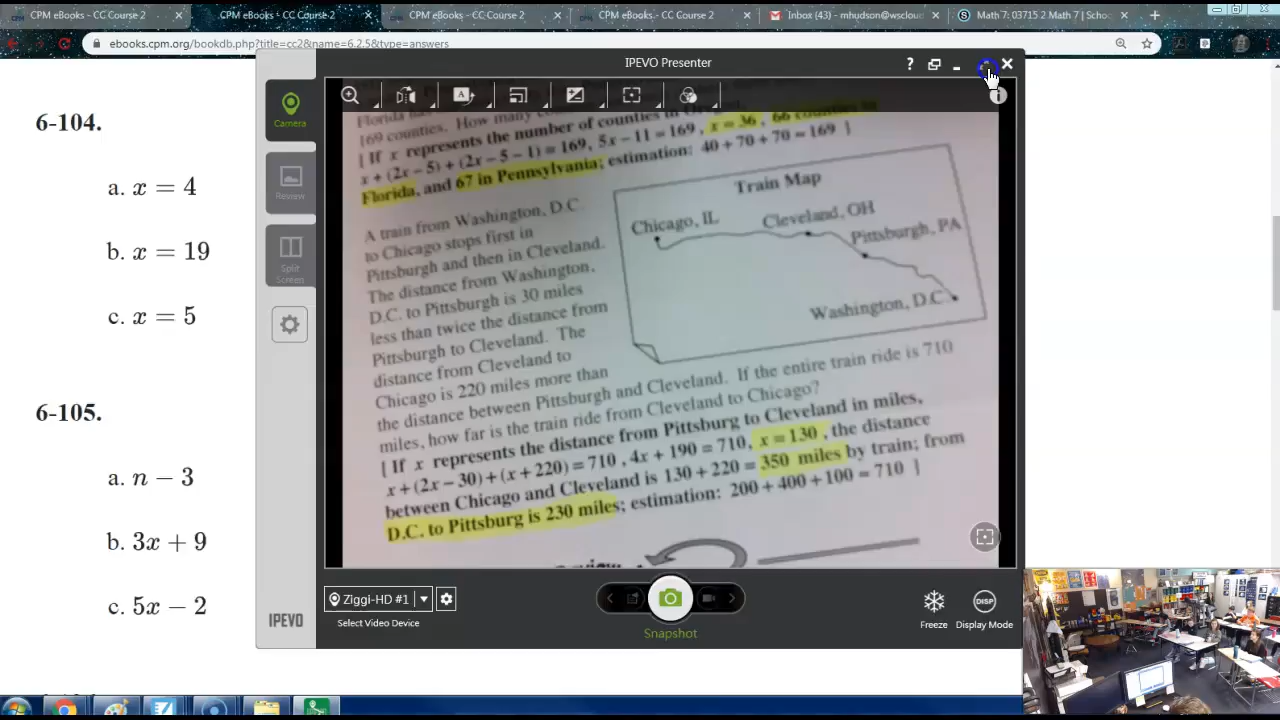 CPM eBooks - CC Course 2
CPM eBooks - CC Course 2
CPM eBooks - CC Course 2
CPM eBooks - CC Course 2
Inbox (43) - mhudson@wscloud
Math 7: 03715 2 Math 7 | Schoo
ebooks.cpm.org/bookdb.php?title=cc2&name=6.2.5&type=answers
6-104.
a. x = 4
b. x = 19
c. x = 5
6-105.
a. n − 3
b. 3x + 9
c. 5x − 2
IPEVO Presenter
?
Camera
Review
Split
Screen
IPEVO
169 counties. How many counties in
[ If x represents the number of counties in
x + (2x − 5) + (2x − 5 − 1) = 169, 5x − 11 = 169, x = 36, 66 counties in
Florida, and 67 in Pennsylvania; estimation: 40 + 70 + 70 = 169 ]
A train from Washington, D.C.
to Chicago stops first in
Pittsburgh and then in Cleveland.
The distance from Washington,
D.C. to Pittsburgh is 30 miles
less than twice the distance from
Pittsburgh to Cleveland. The
distance from Cleveland to
Chicago is 220 miles more than
the distance between Pittsburgh and Cleveland. If the entire train ride is 710
miles, how far is the train ride from Cleveland to Chicago?
Train Map
Chicago, IL
Cleveland, OH
Pittsburgh, PA
Washington, D.C.
[ If x represents the distance from Pittsburg to Cleveland in miles,
x + (2x − 30) + (x + 220) = 710, 4x + 190 = 710, x = 130, the distance
between Chicago and Cleveland is 130 + 220 = 350 miles by train; from
D.C. to Pittsburg is 230 miles; estimation: 200 + 400 + 100 = 710 ]
Ziggi-HD #1
Select Video Device
Snapshot
Freeze
DISP
Display Mode